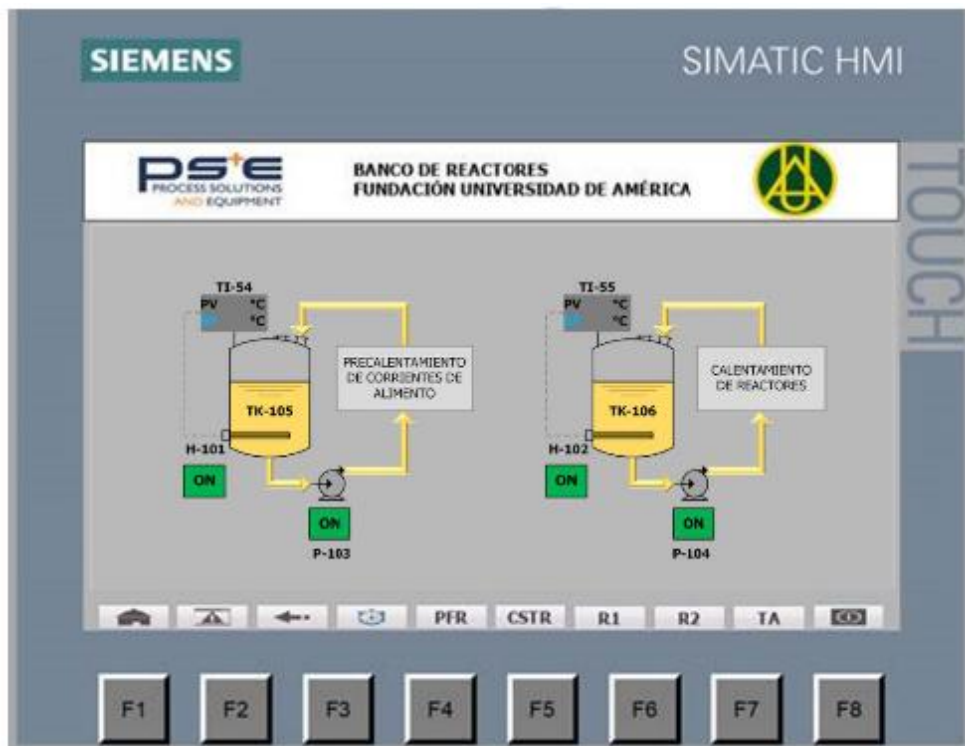 SIEMENS
SIMATIC HMI
TOUCH
PS+E
PROCESS SOLUTIONS
AND EQUIPMENT
BANCO DE REACTORES
FUNDACIÓN UNIVERSIDAD DE AMÉRICA
TI-54
PV °C
°C
PRECALENTAMIENTO
DE CORRIENTES DE
ALIMENTO
TK-105
H-101
ON
ON
P-103
TI-55
PV °C
°C
CALENTAMIENTO
DE REACTORES
TK-106
H-102
ON
ON
P-104
PFR CSTR R1 R2 TA
F1 F2 F3 F4 F5 F6 F7 F8